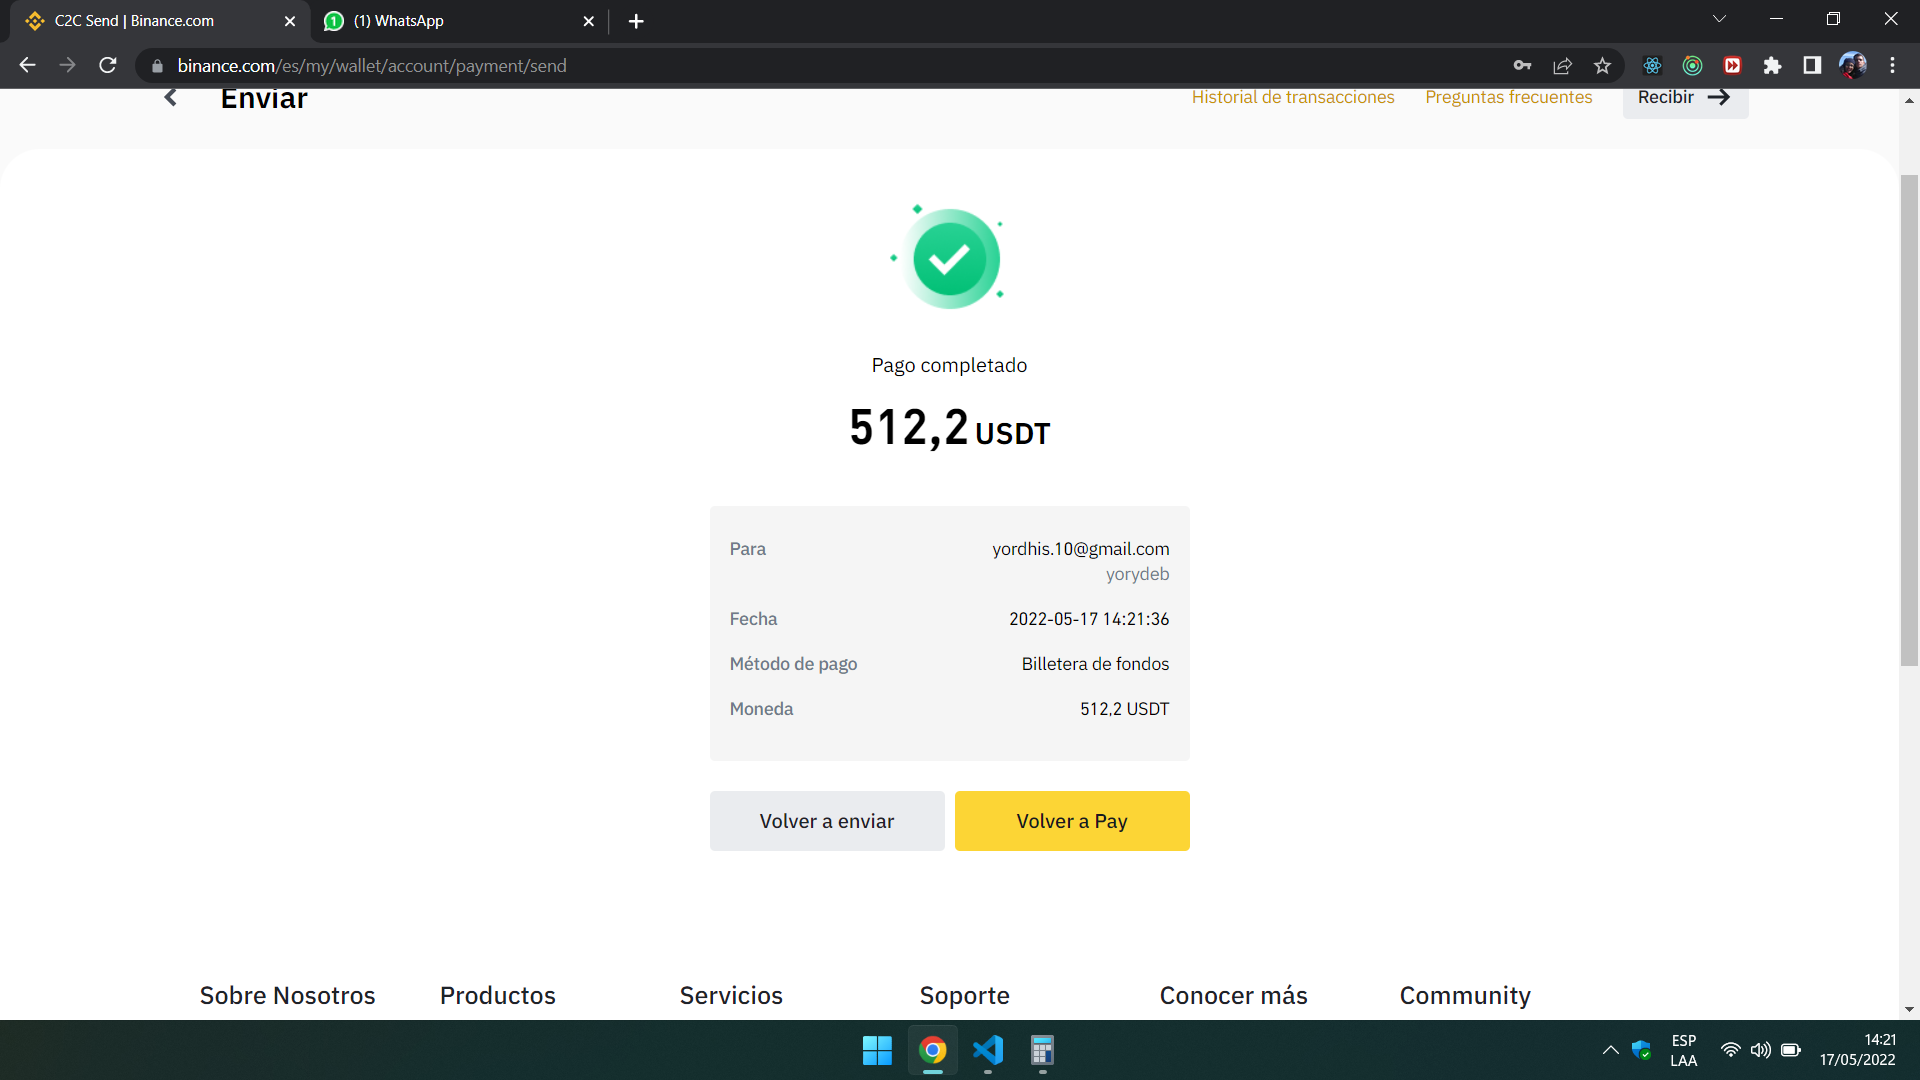 C2C Send | Binance.com
(1) WhatsApp
binance.com/es/my/wallet/account/payment/send
Enviar
Historial de transacciones
Preguntas frecuentes
Recibir
Pago completado
512,2 USDT
Para
yordhis.10@gmail.com
yorydeb
Fecha
2022-05-17 14:21:36
Método de pago
Billetera de fondos
Moneda
512,2 USDT
Volver a enviar
Volver a Pay
Sobre Nosotros
Productos
Servicios
Soporte
Conocer más
Community
ESP
LAA
14:21
17/05/2022